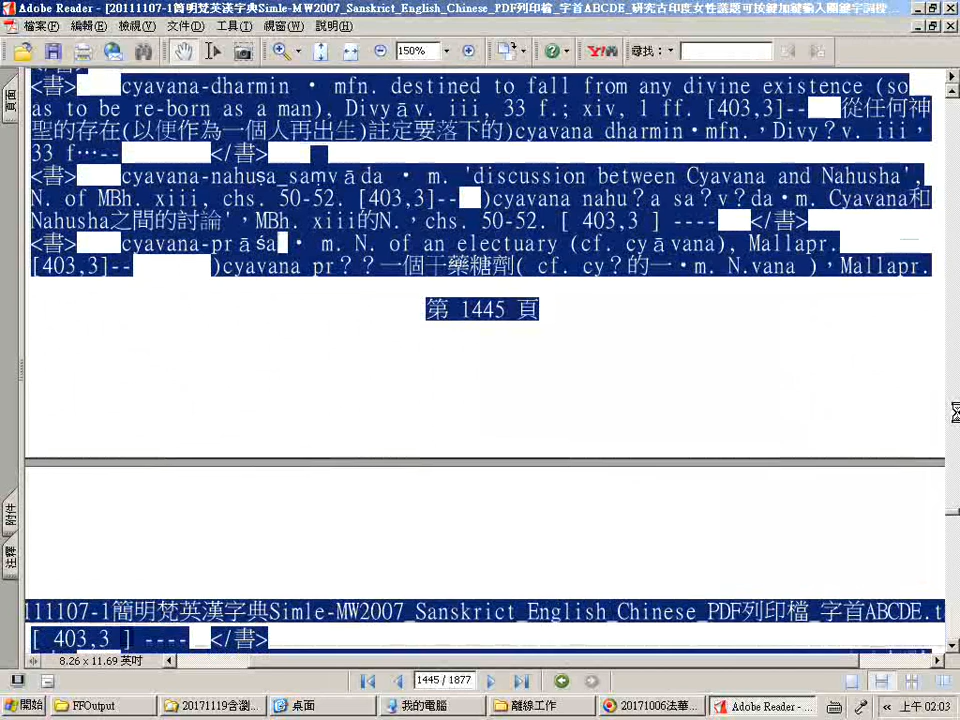 Adobe Reader - [20111107-1簡明梵英漢字典Simle-MW2007_Sanskrict_English_Chinese_PDF列印檔_字首ABCDE_研究古印度女性議題可按快
檔案(F) 編輯(E) 檢視(V) 文件(D) 工具(T) 視窗(W) 說明(H)
150% 尋找：
頁面
<書> cyavana-dharmin · mfn. destined to fall from any divine existence (so
as to be re-born as a man), Divyāv. iii, 33 f.; xiv, 1 ff. [403,3]-- 從任何神
聖的存在(以便作為一個人再出生)註定要落下的)cyavana dharmin·mfn.，Divy？v. iii，
33 f…-- </書>
<書> cyavana-nahuṣa_saṃvāda · m. 'discussion between Cyavana and Nahusha',
N. of MBh. xiii, chs. 50-52. [403,3]-- )cyavana nahu？a sa？v？da·m. Cyavana和
Nahusha之間的討論'，MBh. xiii的N，chs. 50-52. [ 403,3 ] ---- </書>
<書> cyavana-prāśa · m. N. of an electuary (cf. cyāvana), Mallapr.
[403,3]-- )cyavana pr？？一個干藥糖劑( cf. cy？的一·m. N.vana )，Mallapr.
第 1445 頁
附件
注釋
111107-1簡明梵英漢字典Simle-MW2007_Sanskrict_English_Chinese_PDF列印檔_字首ABCDE.t
[ 403,3 ] ---- </書>
8.26 x 11.69 英吋
1445 / 1877
開始 FFOutput 20171119含瀏... 桌面 我的電腦 離線工作 20171006法華... Adobe Reader - ... 上午 02:03